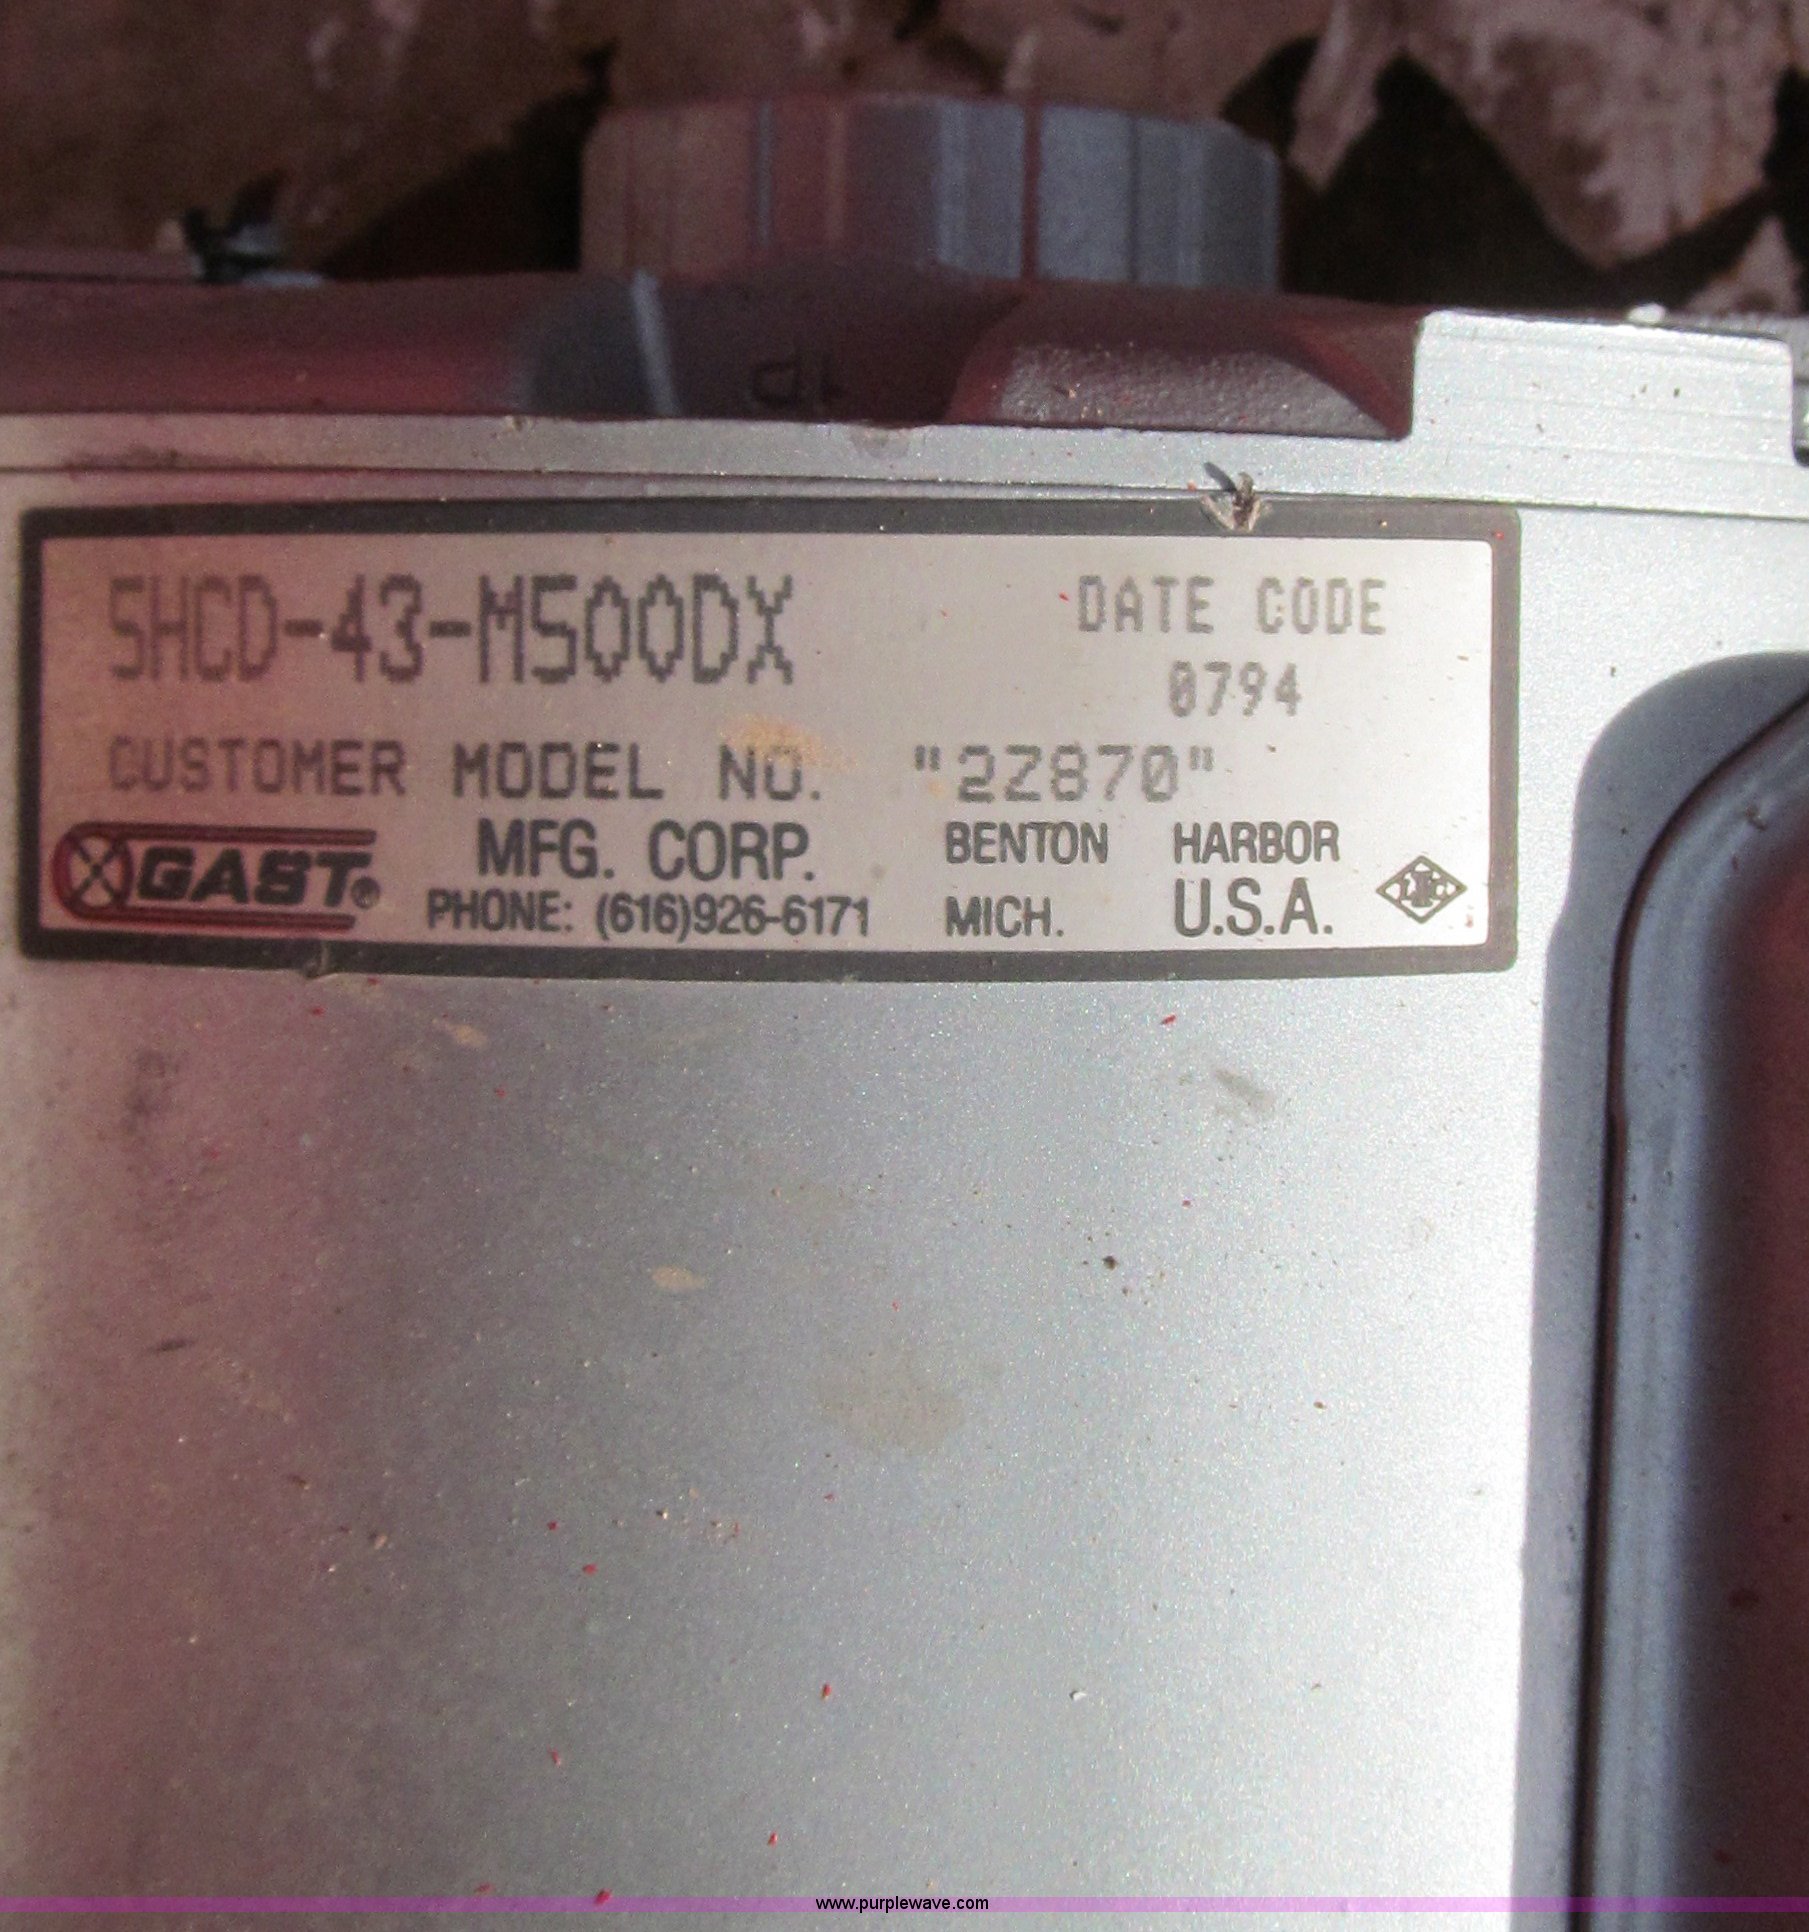 5HCD-43-M500DX
DATE CODE
0794
CUSTOMER MODEL NO. "2Z870"
GAST® MFG. CORP. BENTON HARBOR
PHONE: (616)926-6171 MICH. U.S.A.
www.purplewave.com